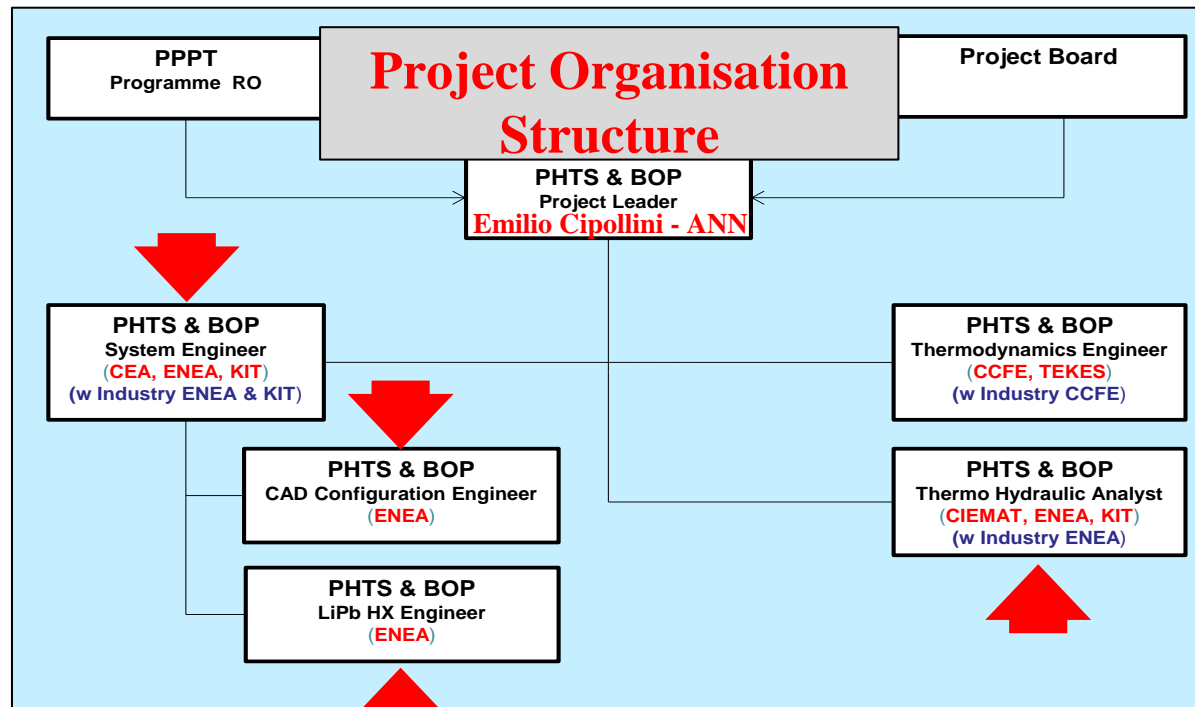 PPPT
Programme RO
Project Organisation
Structure
Project Board
PHTS & BOP
Project Leader
Emilio Cipollini - ANN
PHTS & BOP
System Engineer
(CEA, ENEA, KIT)
(w Industry ENEA & KIT)
PHTS & BOP
Thermodynamics Engineer
(CCFE, TEKES)
(w Industry CCFE)
PHTS & BOP
CAD Configuration Engineer
(ENEA)
PHTS & BOP
Thermo Hydraulic Analyst
(CIEMAT, ENEA, KIT)
(w Industry ENEA)
PHTS & BOP
LiPb HX Engineer
(ENEA)